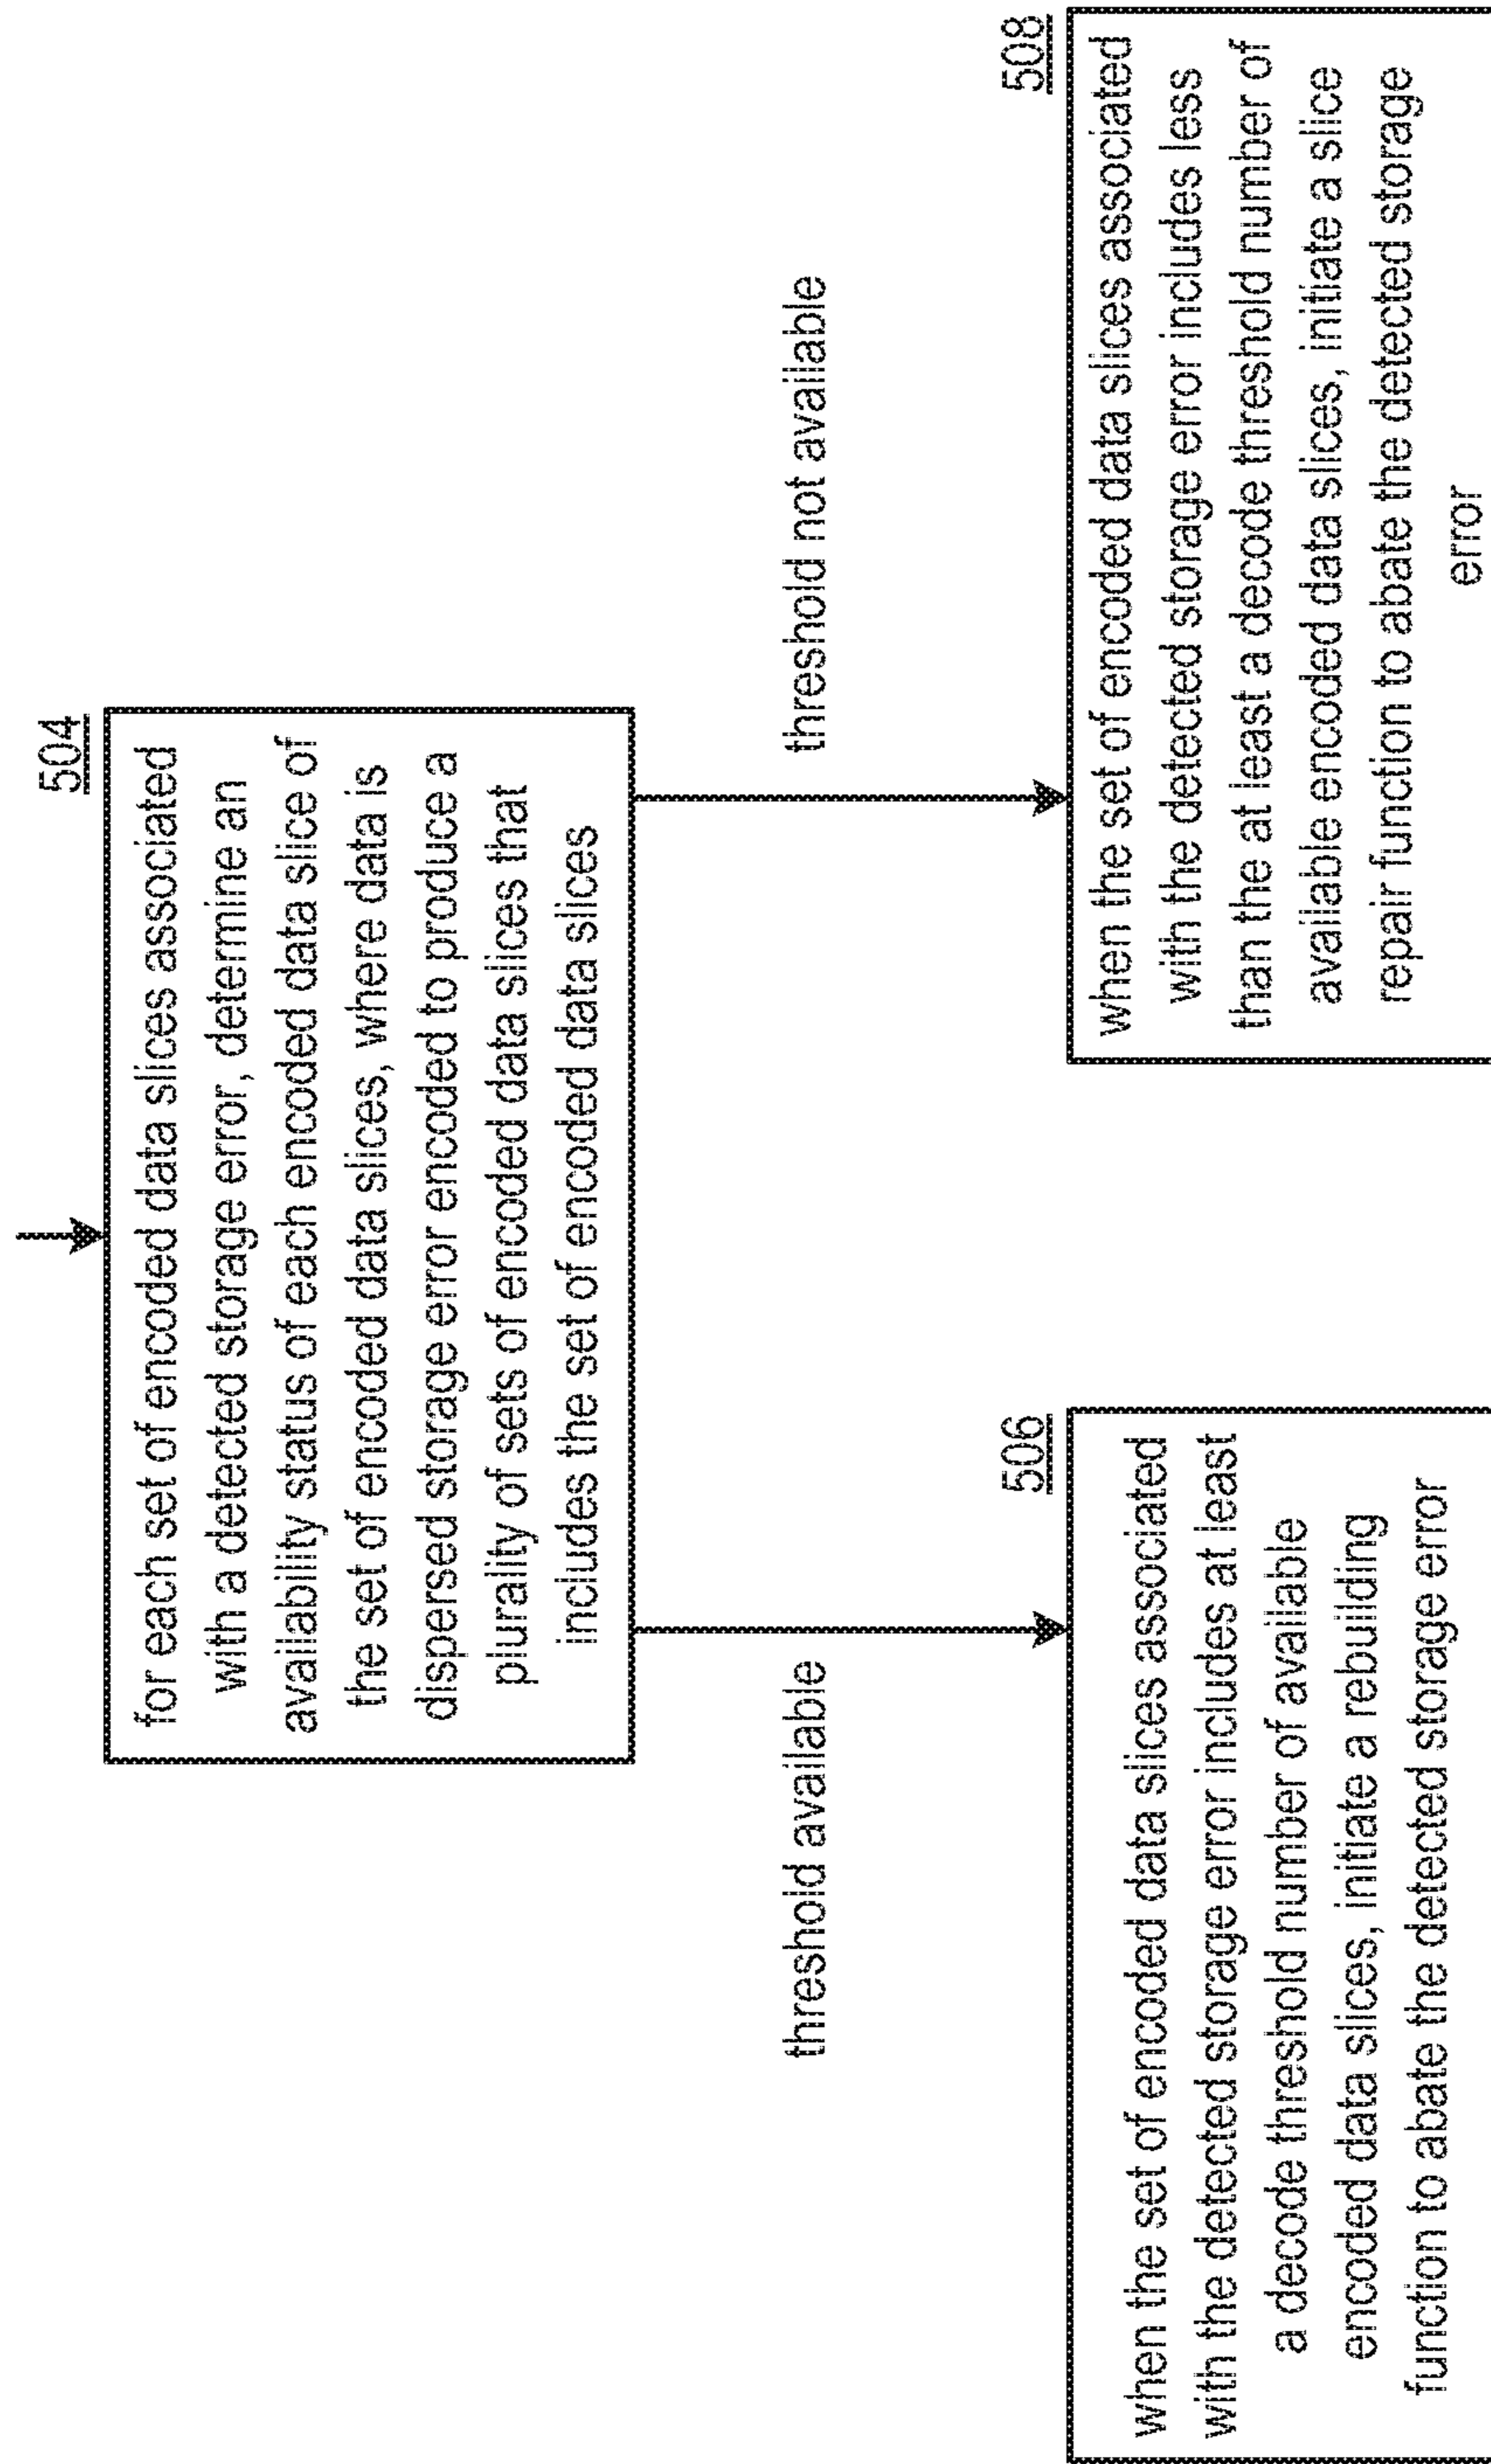 504
for each set of encoded data slices associated
with a detected storage error, determine an
availability status of each encoded data slice of
the set of encoded data slices, where data is
dispersed storage error encoded to produce a
plurality of sets of encoded data slices that
includes the set of encoded data slices
threshold available
threshold not available
506
when the set of encoded data slices associated
with the detected storage error includes at least
a decode threshold number of available
encoded data slices, initiate a rebuilding
function to abate the detected storage error
508
when the set of encoded data slices associated
with the detected storage error includes less
than the at least a decode threshold number of
available encoded data slices, initiate a slice
repair function to abate the detected storage
error